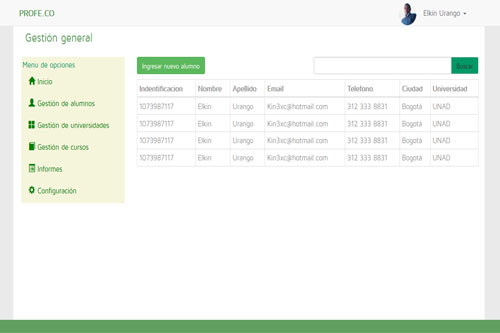 PROFE.CO
Elkin Urango
Gestión general
Menu de opciones
Inicio
Gestión de alumnos
Gestión de universidades
Gestión de cursos
Informes
Configuración
Ingresar nuevo alumno
Buscar
Indentificacion Nombre Apellido Email Telefono Ciudad Universidad
1073987117 Elkin Urango Kin3xc@hotmail.com 312 333 8831 Bogotá UNAD
1073987117 Elkin Urango Kin3xc@hotmail.com 312 333 8831 Bogotá UNAD
1073987117 Elkin Urango Kin3xc@hotmail.com 312 333 8831 Bogotá UNAD
1073987117 Elkin Urango Kin3xc@hotmail.com 312 333 8831 Bogotá UNAD